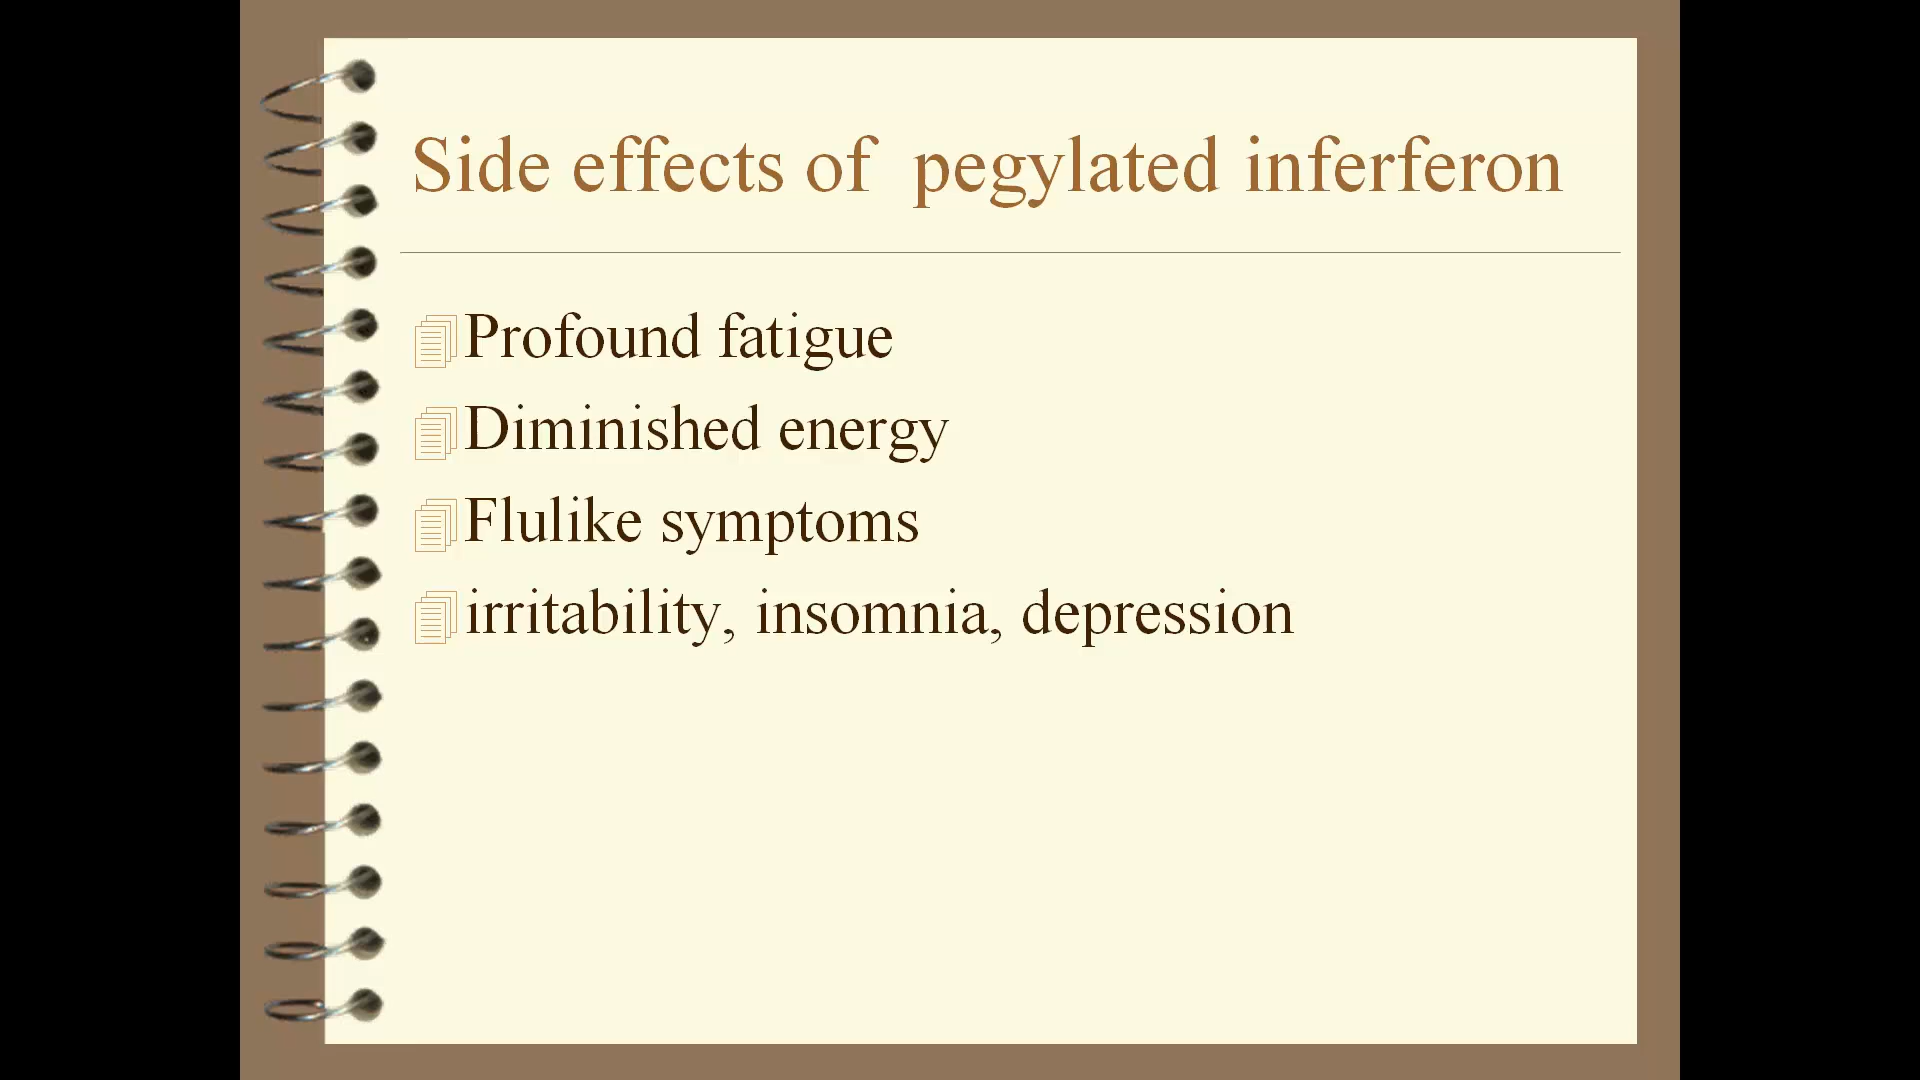 Side effects of  pegylated inferferon
Profound fatigue
Diminished energy
Flulike symptoms
irritability, insomnia, depression